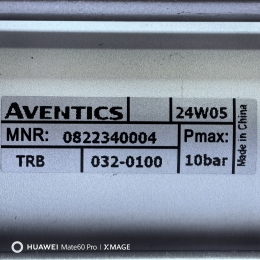 AVENTICS 24W05
MNR: 0822340004 Pmax:
TRB 032-0100 10bar
Made in China
HUAWEI Mate60 Pro | XMAGE